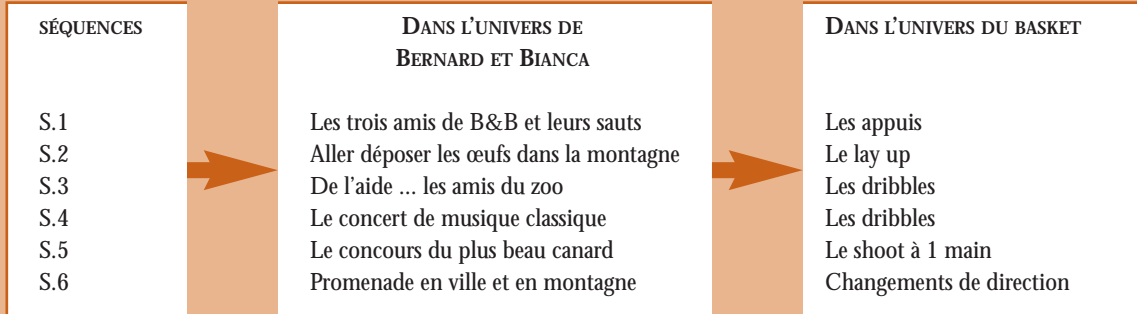 SÉQUENCES DANS L'UNIVERS DE DANS L'UNIVERS DU BASKET
BERNARD ET BIANCA
S.1 Les trois amis de B&B et leurs sauts Les appuis
S.2 Aller déposer les œufs dans la montagne Le lay up
S.3 De l'aide ... les amis du zoo Les dribbles
S.4 Le concert de musique classique Les dribbles
S.5 Le concours du plus beau canard Le shoot à 1 main
S.6 Promenade en ville et en montagne Changements de direction